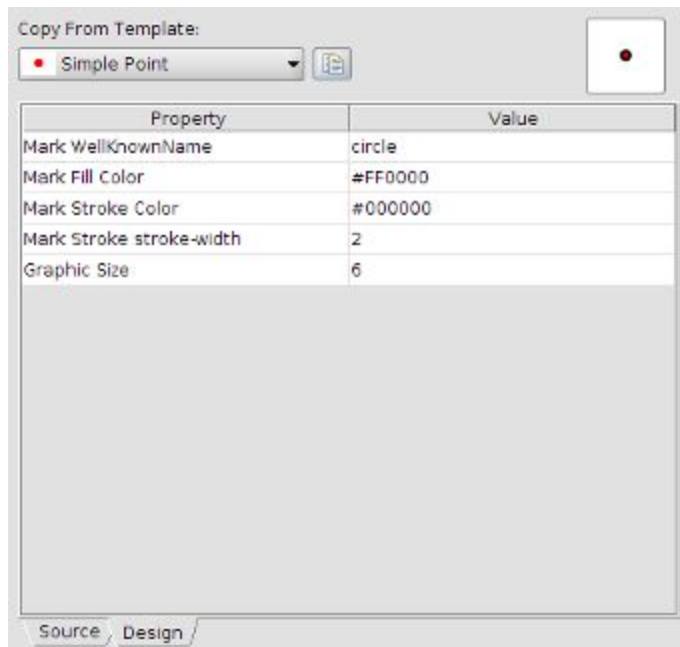 Copy From Template:
Simple Point
Property Value
Mark WellKnownName circle
Mark Fill Color #FF0000
Mark Stroke Color #000000
Mark Stroke stroke-width 2
Graphic Size 6
Source Design